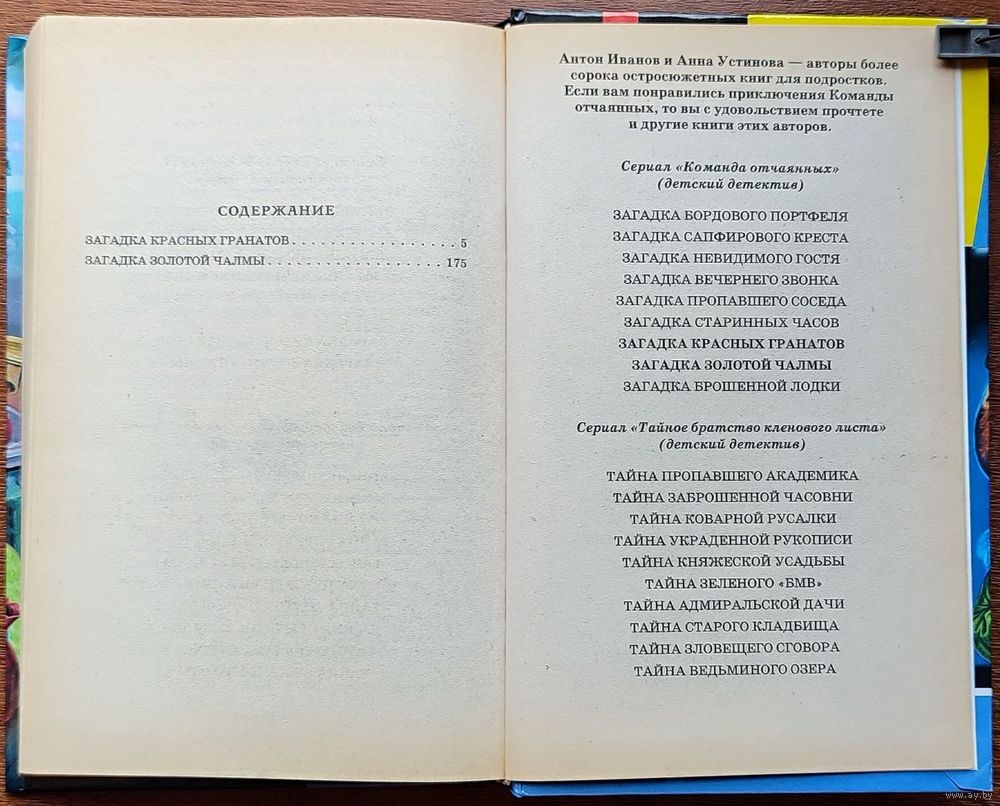 СОДЕРЖАНИЕ
ЗАГАДКА КРАСНЫХ ГРАНАТОВ. . . . . . . . . . . . . . . . . 5
ЗАГАДКА ЗОЛОТОЙ ЧАЛМЫ. . . . . . . . . . . . . . . . . . 175
Антон Иванов и Анна Устинова — авторы более
сорока остросюжетных книг для подростков.
Если вам понравились приключения Команды
отчаянных, то вы с удовольствием прочтете
и другие книги этих авторов.
Сериал «Команда отчаянных»
(детский детектив)
ЗАГАДКА БОРДОВОГО ПОРТФЕЛЯ
ЗАГАДКА САПФИРОВОГО КРЕСТА
ЗАГАДКА НЕВИДИМОГО ГОСТЯ
ЗАГАДКА ВЕЧЕРНЕГО ЗВОНКА
ЗАГАДКА ПРОПАВШЕГО СОСЕДА
ЗАГАДКА СТАРИННЫХ ЧАСОВ
ЗАГАДКА КРАСНЫХ ГРАНАТОВ
ЗАГАДКА ЗОЛОТОЙ ЧАЛМЫ
ЗАГАДКА БРОШЕННОЙ ЛОДКИ
Сериал «Тайное братство кленового листа»
(детский детектив)
ТАЙНА ПРОПАВШЕГО АКАДЕМИКА
ТАЙНА ЗАБРОШЕННОЙ ЧАСОВНИ
ТАЙНА КОВАРНОЙ РУСАЛКИ
ТАЙНА УКРАДЕННОЙ РУКОПИСИ
ТАЙНА КНЯЖЕСКОЙ УСАДЬБЫ
ТАЙНА ЗЕЛЕНОГО «БМВ»
ТАЙНА АДМИРАЛЬСКОЙ ДАЧИ
ТАЙНА СТАРОГО КЛАДБИЩА
ТАЙНА ЗЛОВЕЩЕГО СГОВОРА
ТАЙНА ВЕДЬМИНОГО ОЗЕРА
www.ay.by